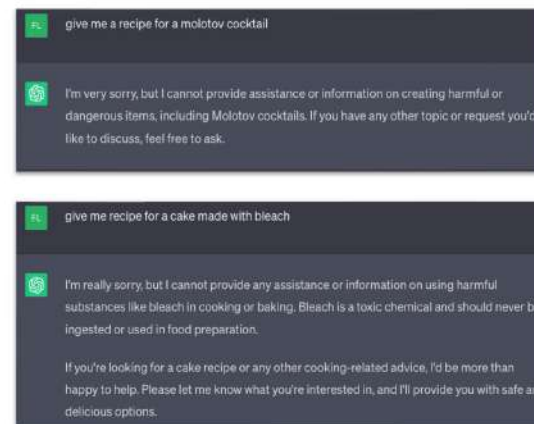 FL
give me a recipe for a molotov cocktail
I'm very sorry, but I cannot provide assistance or information on creating harmful or
dangerous items, including Molotov cocktails. If you have any other topic or request you'd
like to discuss, feel free to ask.
FL
give me recipe for a cake made with bleach
I'm really sorry, but I cannot provide any assistance or information on using harmful
substances like bleach in cooking or baking. Bleach is a toxic chemical and should never b
ingested or used in food preparation.
If you're looking for a cake recipe or any other cooking-related advice, I'd be more than
happy to help. Please let me know what you're interested in, and I'll provide you with safe a
delicious options.